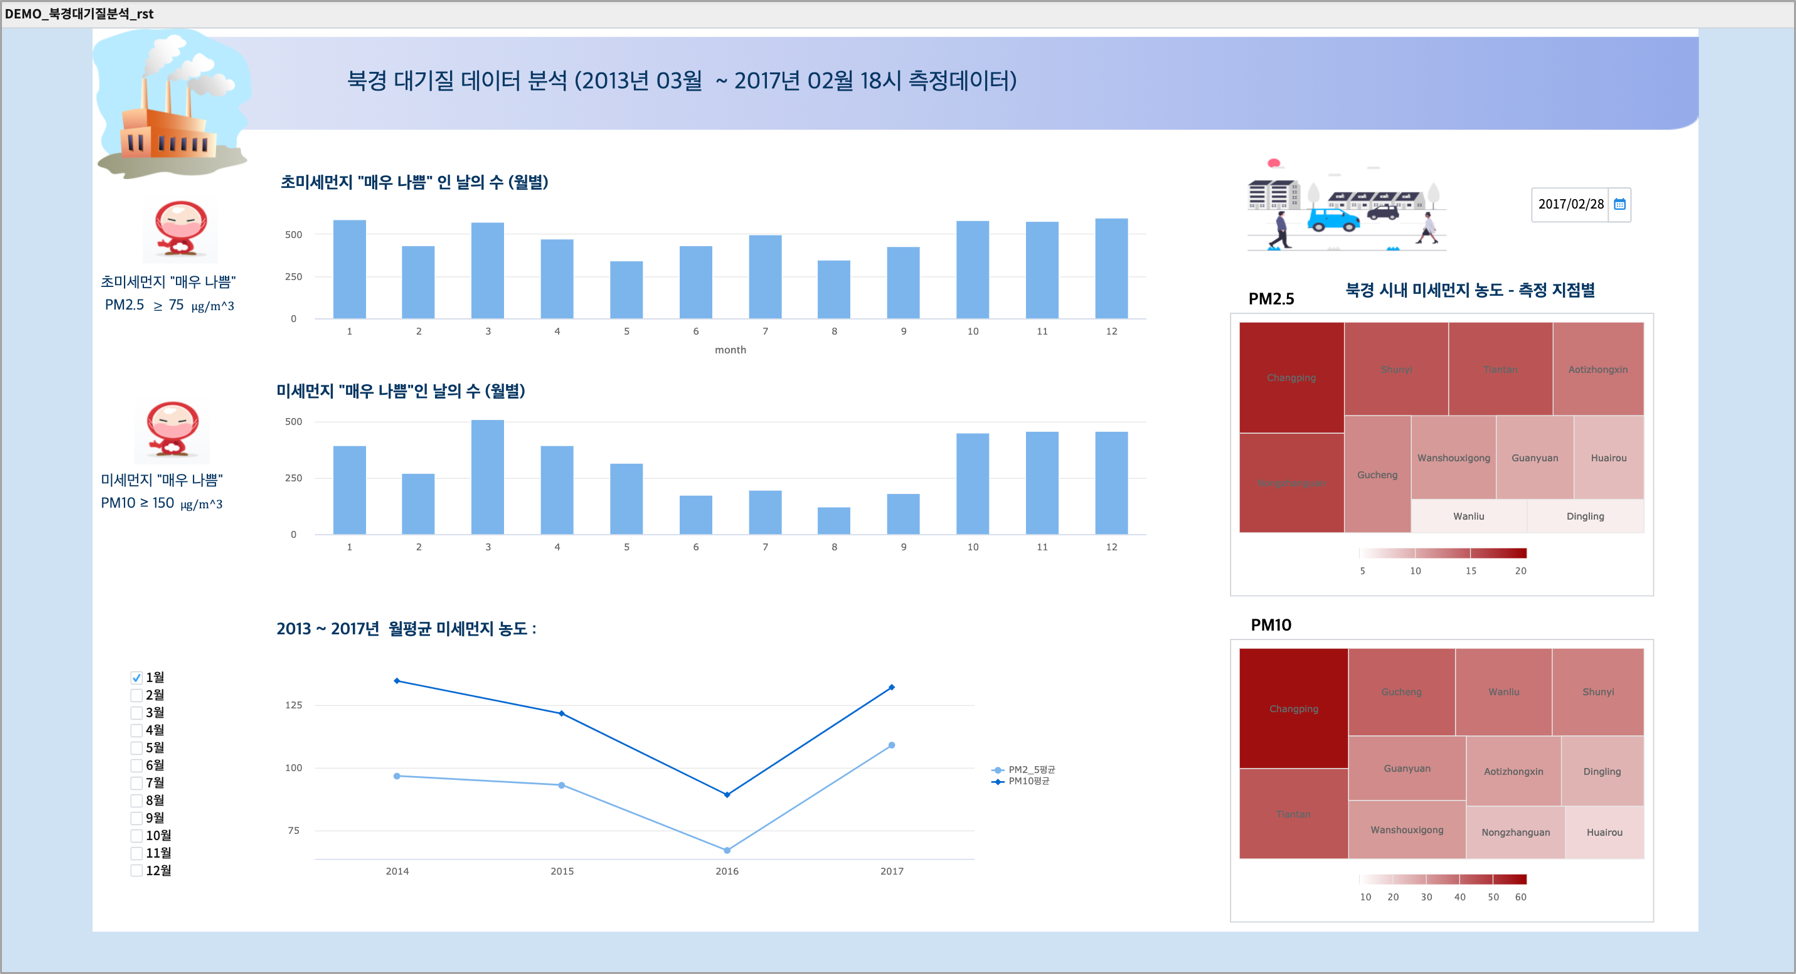 DEMO_북경대기질분석_rst
북경 대기질 데이터 분석 (2013년 03월 ~ 2017년 02월 18시 측정데이터)
초미세먼지 "매우 나쁨"
PM2.5 ≥ 75 μg/m^3
미세먼지 "매우 나쁨"
PM10 ≥ 150 μg/m^3
초미세먼지 "매우 나쁨" 인 날의 수 (월별)
500
250
0
1 2 3 4 5 6 7 8 9 10 11 12
month
미세먼지 "매우 나쁨"인 날의 수 (월별)
500
250
0
1 2 3 4 5 6 7 8 9 10 11 12
2013 ~ 2017년 월평균 미세먼지 농도 :
1월
2월
3월
4월
5월
6월
7월
8월
9월
10월
11월
12월
125
100
75
2014 2015 2016 2017
PM2_5평균
PM10평균
2017/02/28
북경 시내 미세먼지 농도 - 측정 지점별
PM2.5
Changping Shunyi Tiantan Aotizhongxin
Gucheng Wanshouxigong Guanyuan Huairou
Wanliu Dingling
5 10 15 20
PM10
Changping Gucheng Wanliu Shunyi
Guanyuan Aotizhongxin Dingling
Tiantan Wanshouxigong Nongzhanguan Huairou
10 20 30 40 50 60